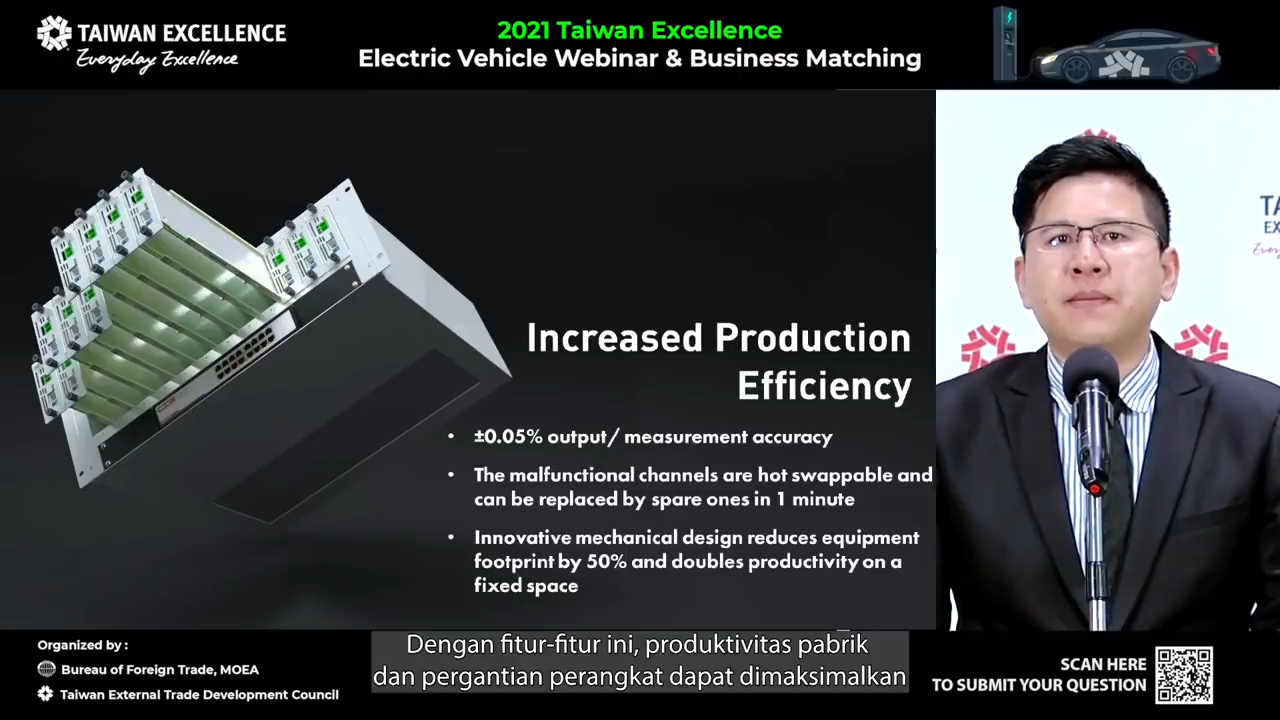 TAIWAN EXCELLENCE
Everyday Excellence
2021 Taiwan Excellence
Electric Vehicle Webinar & Business Matching
Increased Production
Efficiency
• ±0.05% output/ measurement accuracy
• The malfunctional channels are hot swappable and
can be replaced by spare ones in 1 minute
• Innovative mechanical design reduces equipment
footprint by 50% and doubles productivity on a
fixed space
TA
EX
Organized by :
Bureau of Foreign Trade, MOEA
Taiwan External Trade Development Council
Dengan fitur-fitur ini, produktivitas pabrik
dan pergantian perangkat dapat dimaksimalkan
SCAN HERE
TO SUBMIT YOUR QUESTION